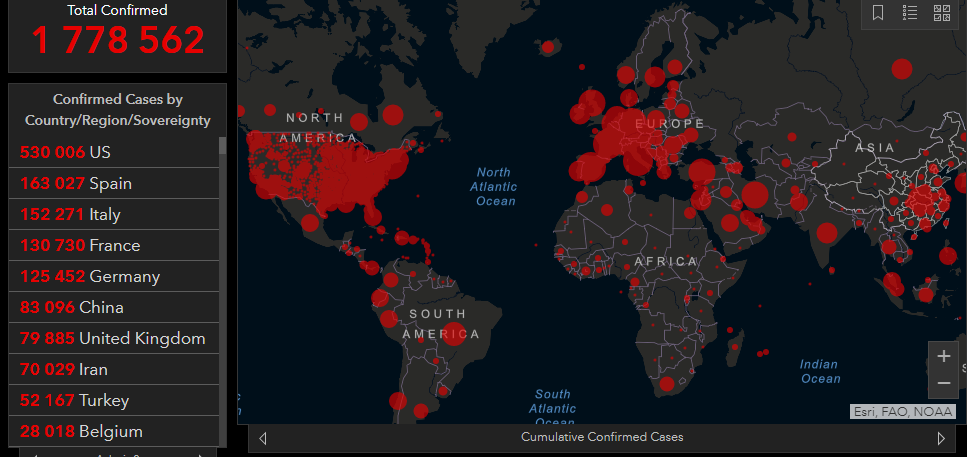 Total Confirmed
1 778 562
Confirmed Cases by
Country/Region/Sovereignty
530 006 US
163 027 Spain
152 271 Italy
130 730 France
125 452 Germany
83 096 China
79 885 United Kingdom
70 029 Iran
52 167 Turkey
28 018 Belgium
NORTH
AMERICA
EUROPE
ASIA
North
Atlantic
Ocean
AFRICA
SOUTH
AMERICA
Indian
Ocean
South
Atlantic
Ocean
+
−
Esri, FAO, NOAA
Cumulative Confirmed Cases